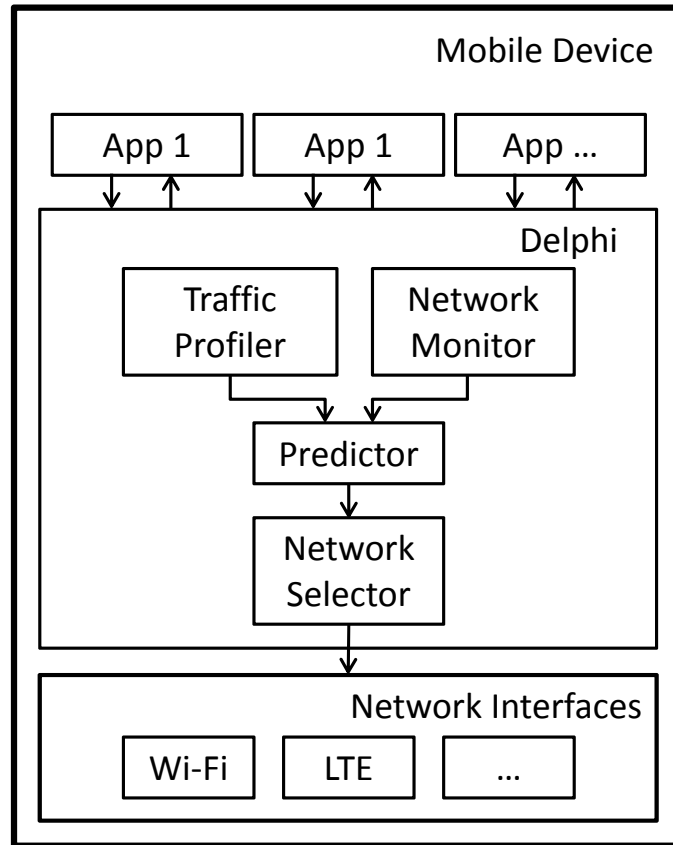 Mobile Device
App 1
App 1
App ...
Delphi
Traffic
Profiler
Network
Monitor
Predictor
Network
Selector
Network Interfaces
Wi-Fi
LTE
...